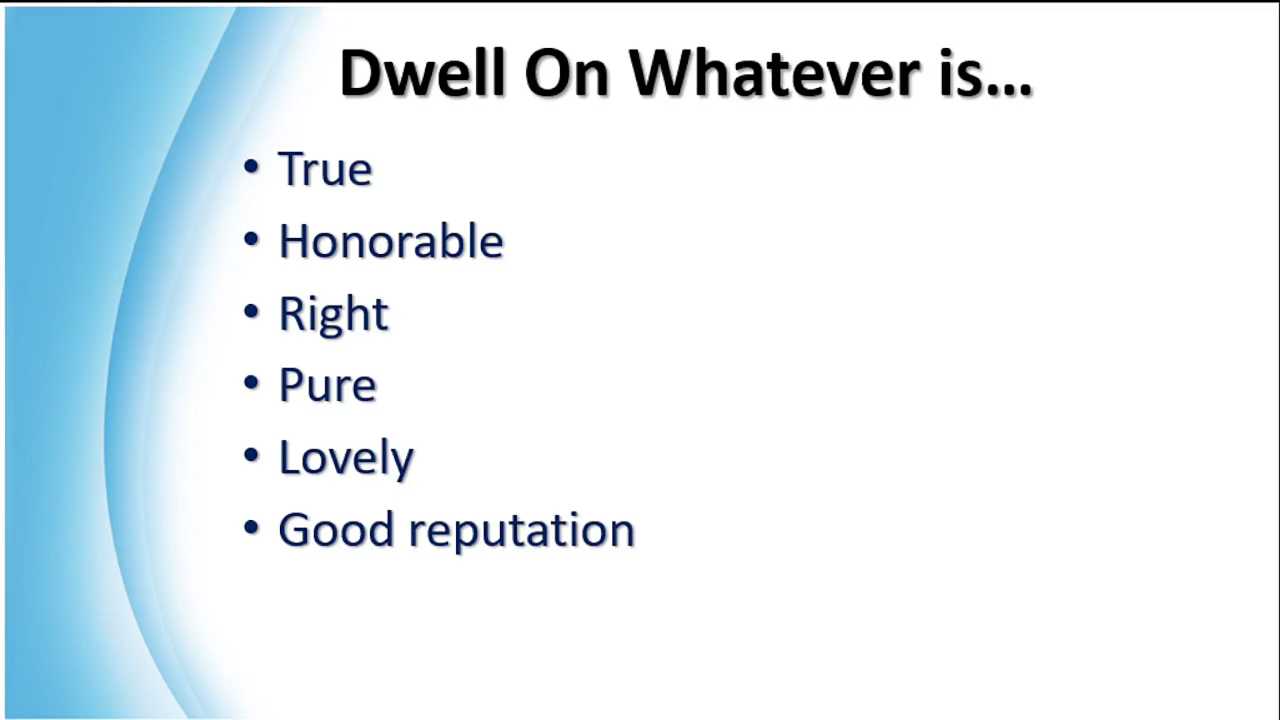 Dwell On Whatever is...
• True
• Honorable
• Right
• Pure
• Lovely
• Good reputation